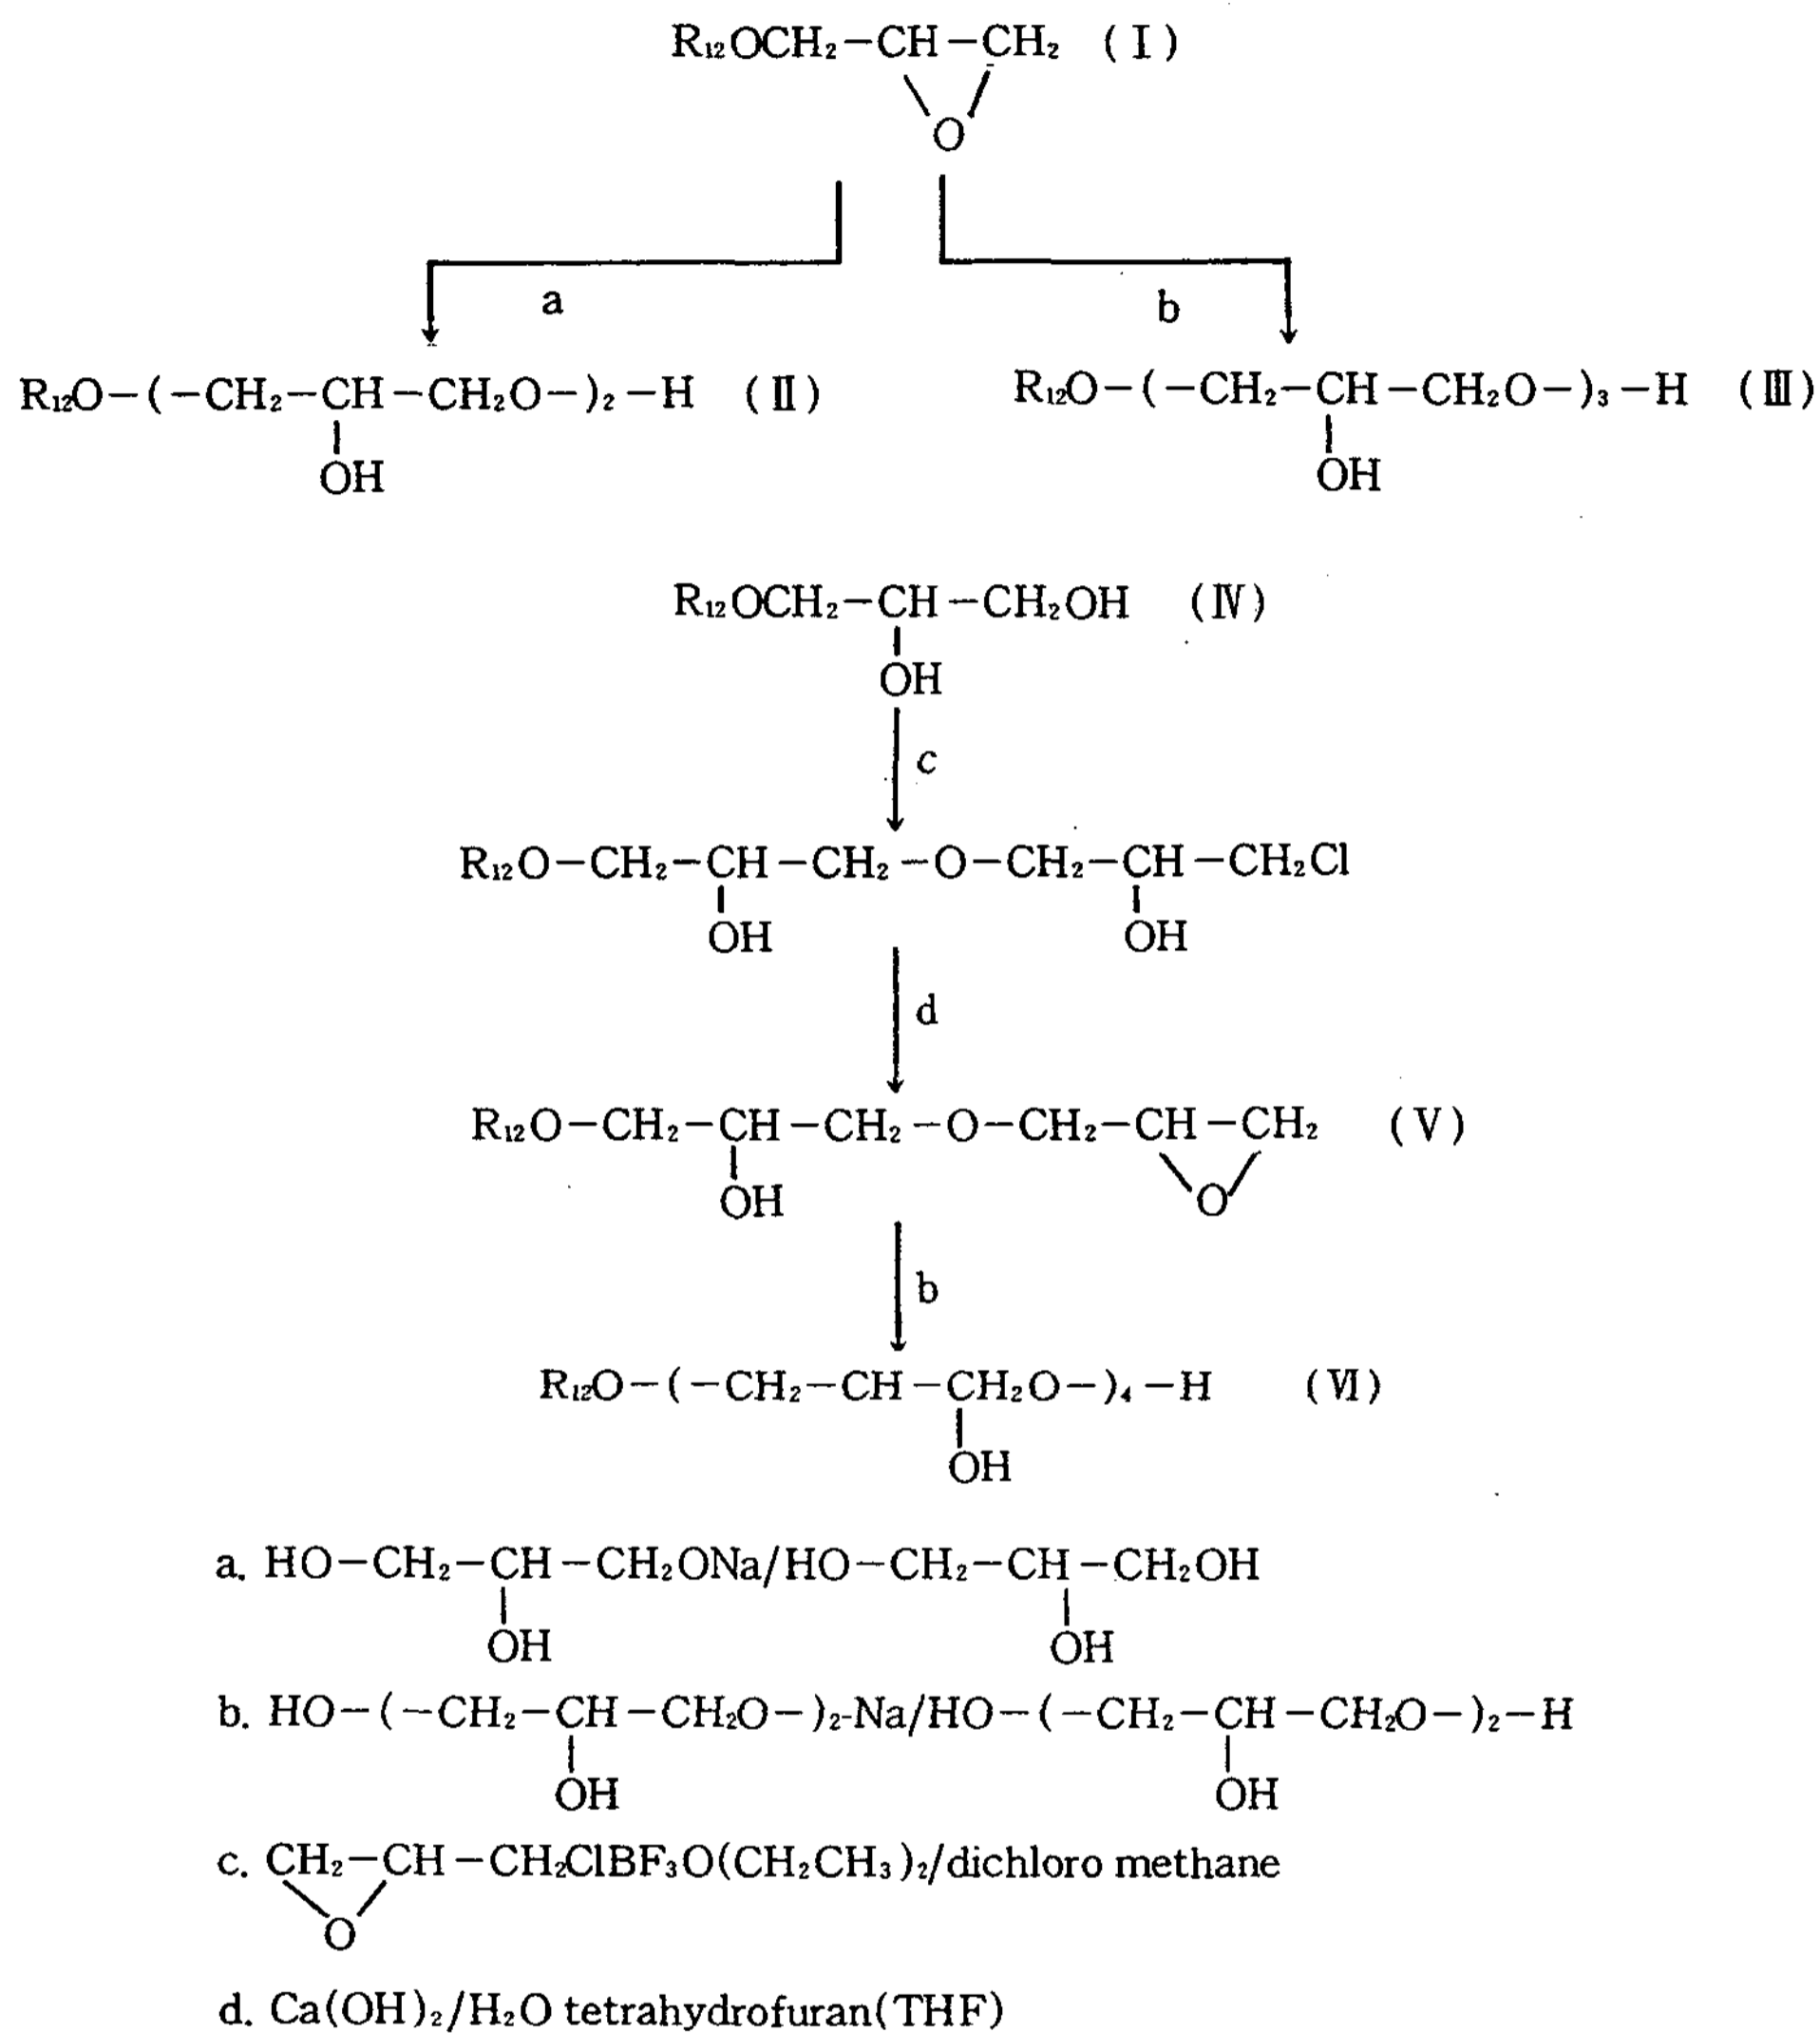 R₁₂OCH₂−CH−CH₂ (Ⅰ)
O
a b
R₁₂O−(−CH₂−CH−CH₂O−)₂−H (Ⅱ) R₁₂O−(−CH₂−CH−CH₂O−)₃−H (Ⅲ)
OH OH
R₁₂OCH₂−CH−CH₂OH (Ⅳ)
OH
c
R₁₂O−CH₂−CH−CH₂−O−CH₂−CH−CH₂Cl
OH OH
d
R₁₂O−CH₂−CH−CH₂−O−CH₂−CH−CH₂ (Ⅴ)
OH O
b
R₁₂O−(−CH₂−CH−CH₂O−)₄−H (Ⅵ)
OH
a. HO−CH₂−CH−CH₂ONa/HO−CH₂−CH−CH₂OH
OH OH
b. HO−(−CH₂−CH−CH₂O−)₂-Na/HO−(−CH₂−CH−CH₂O−)₂−H
OH OH
c. CH₂−CH−CH₂ClBF₃O(CH₂CH₃)₂/dichloro methane
O
d. Ca(OH)₂/H₂O tetrahydrofuran(THF)